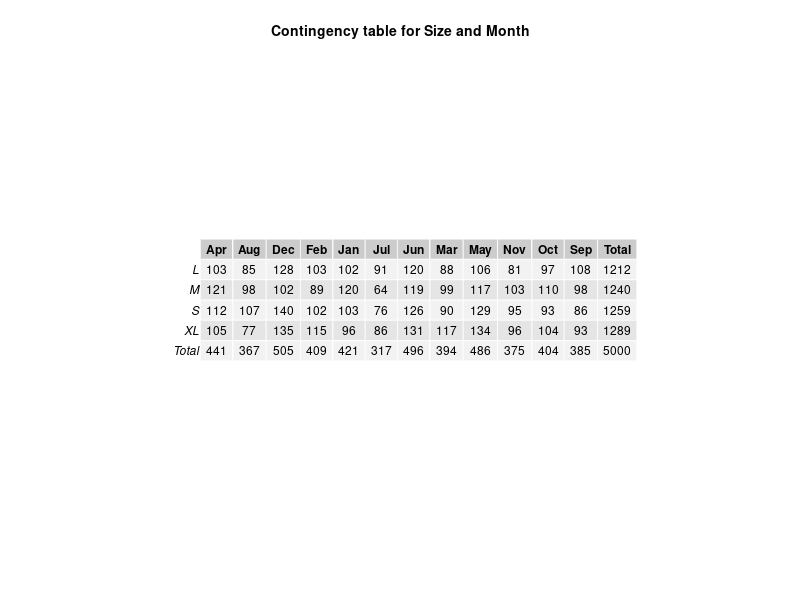 Contingency table for Size and Month
Apr Aug Dec Feb Jan Jul Jun Mar May Nov Oct Sep Total
L 103 85 128 103 102 91 120 88 106 81 97 108 1212
M 121 98 102 89 120 64 119 99 117 103 110 98 1240
S 112 107 140 102 103 76 126 90 129 95 93 86 1259
XL 105 77 135 115 96 86 131 117 134 96 104 93 1289
Total 441 367 505 409 421 317 496 394 486 375 404 385 5000